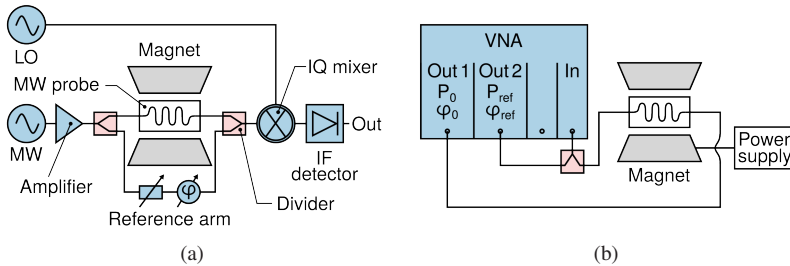 LO
Magnet
MW probe
IQ mixer
MW
Out
Amplifier
IF
detector
Reference arm
φ
Divider
(a)
VNA
Out 1
P0
φ0
Out 2
Pref
φref
In
Magnet
Power
supply
(b)